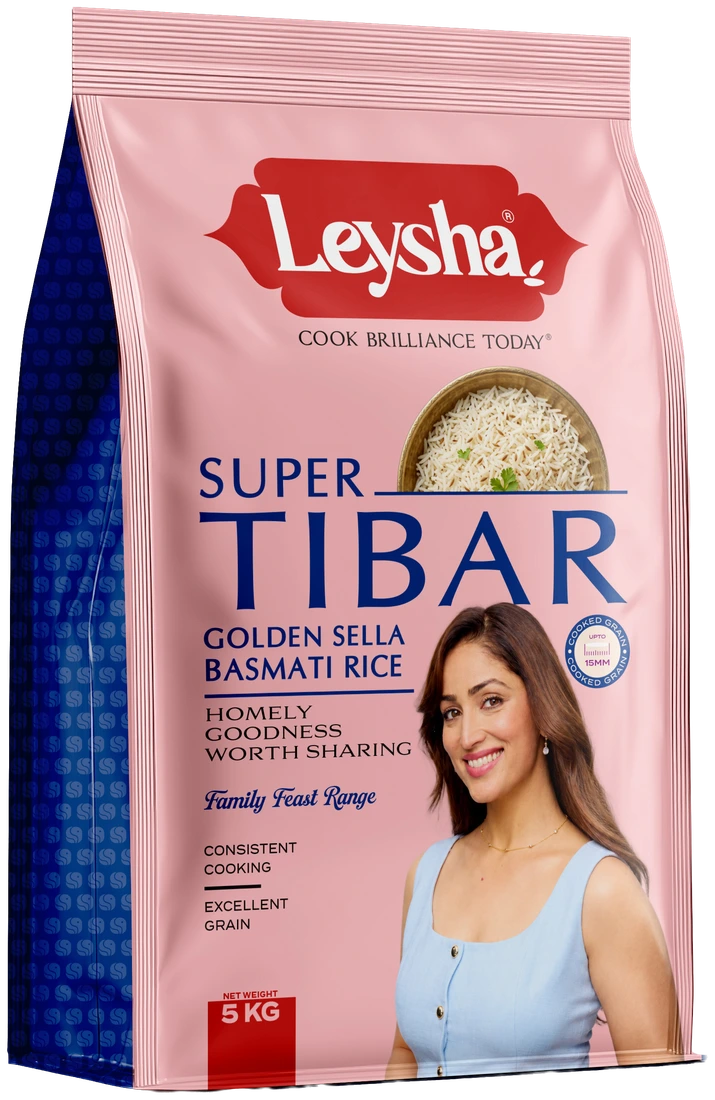 Leysha®
COOK BRILLIANCE TODAY®
SUPER
TIBAR
GOLDEN SELLA
BASMATI RICE
COOKED GRAIN
UPTO
15MM
COOKED GRAIN
HOMELY
GOODNESS
WORTH SHARING
Family Feast Range
CONSISTENT
COOKING
EXCELLENT
GRAIN
NET WEIGHT
5 KG